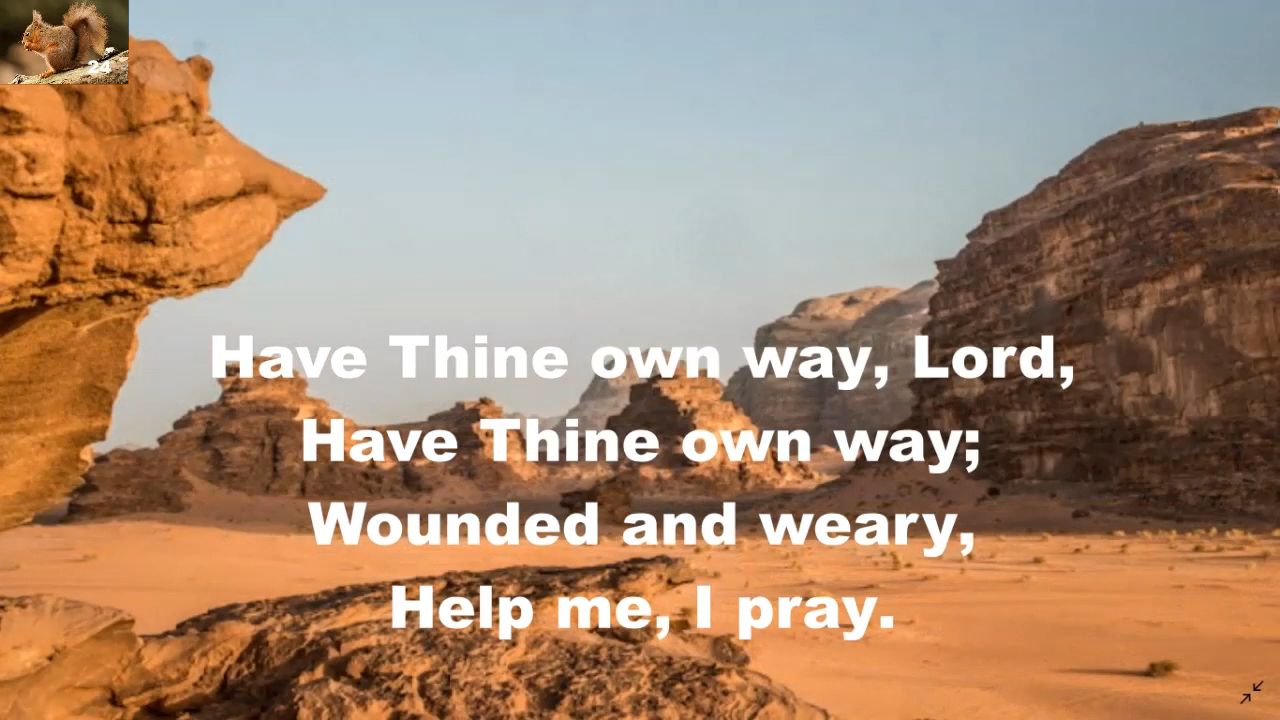 24
Have Thine own way, Lord,
Have Thine own way;
Wounded and weary,
Help me, I pray.